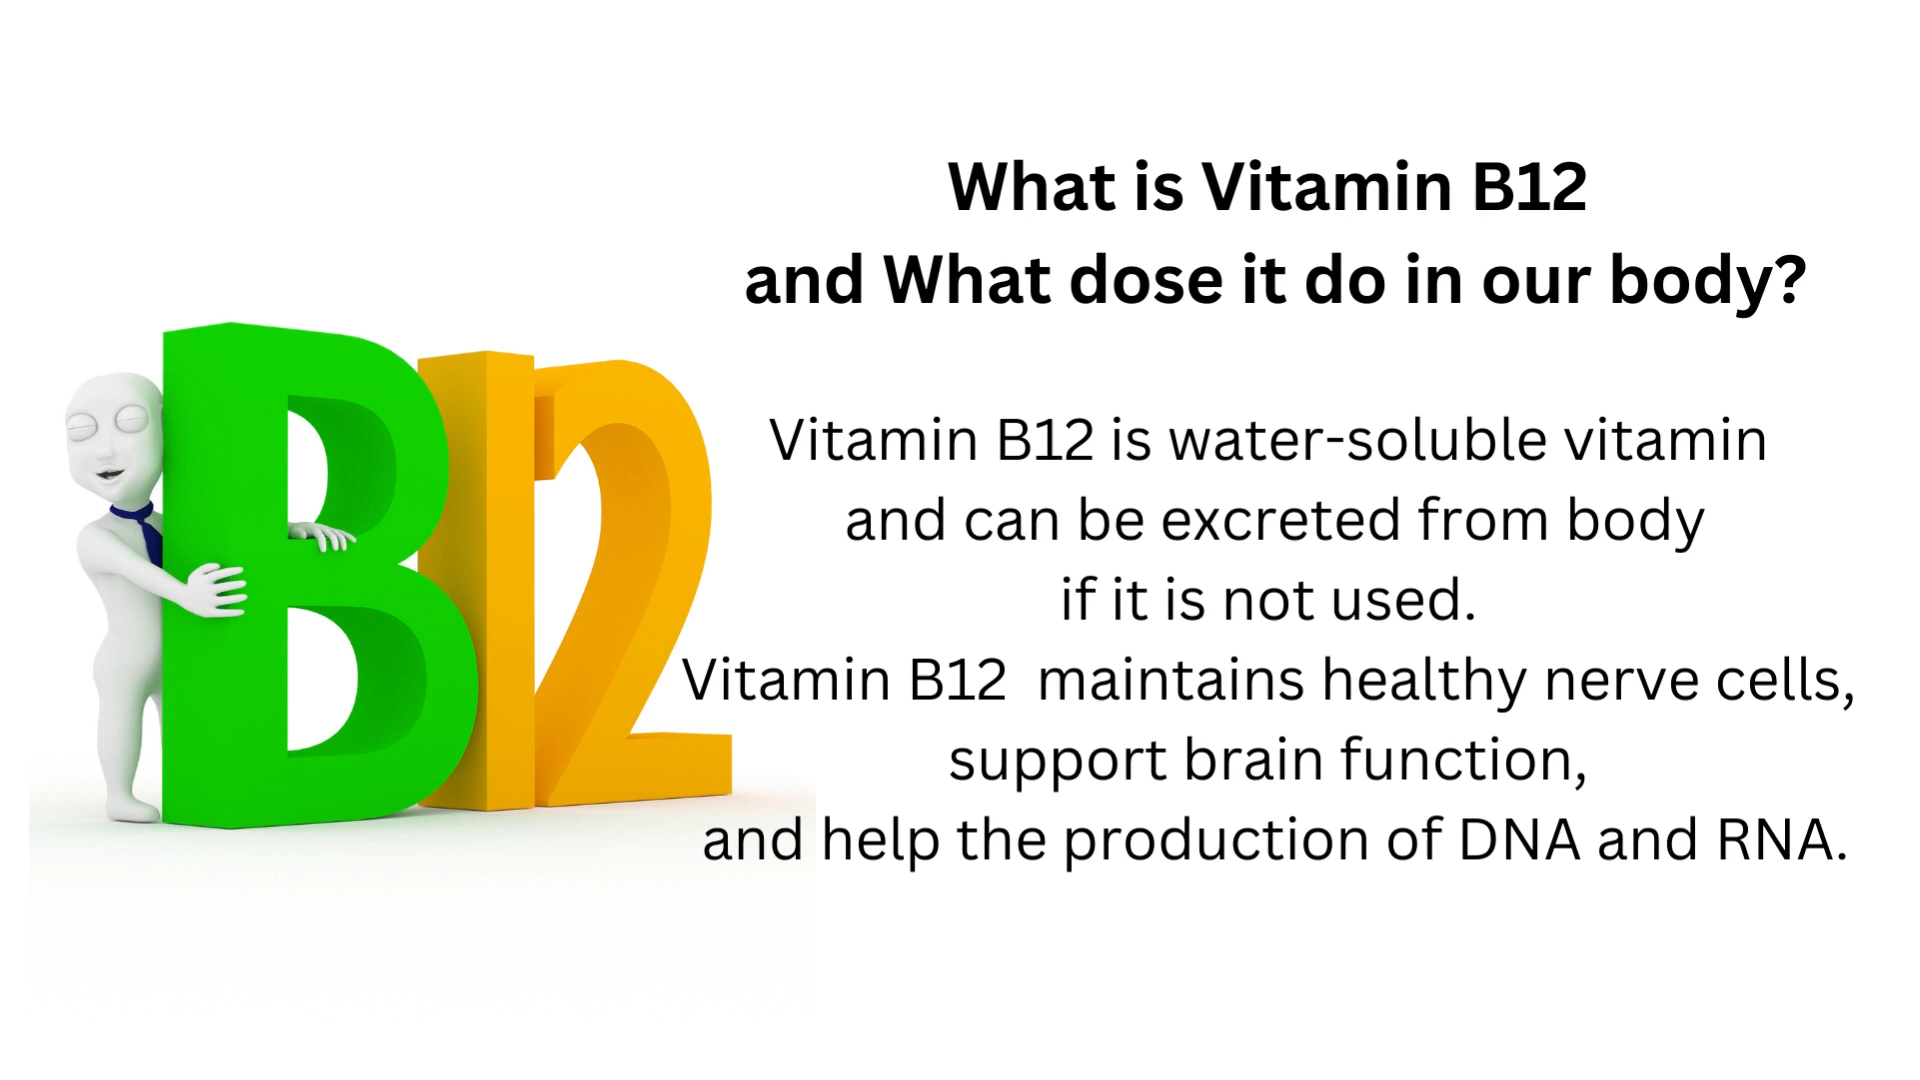 What is Vitamin B12
and What dose it do in our body?
B12
Vitamin B12 is water-soluble vitamin
and can be excreted from body
if it is not used.
Vitamin B12  maintains healthy nerve cells,
support brain function,
and help the production of DNA and RNA.